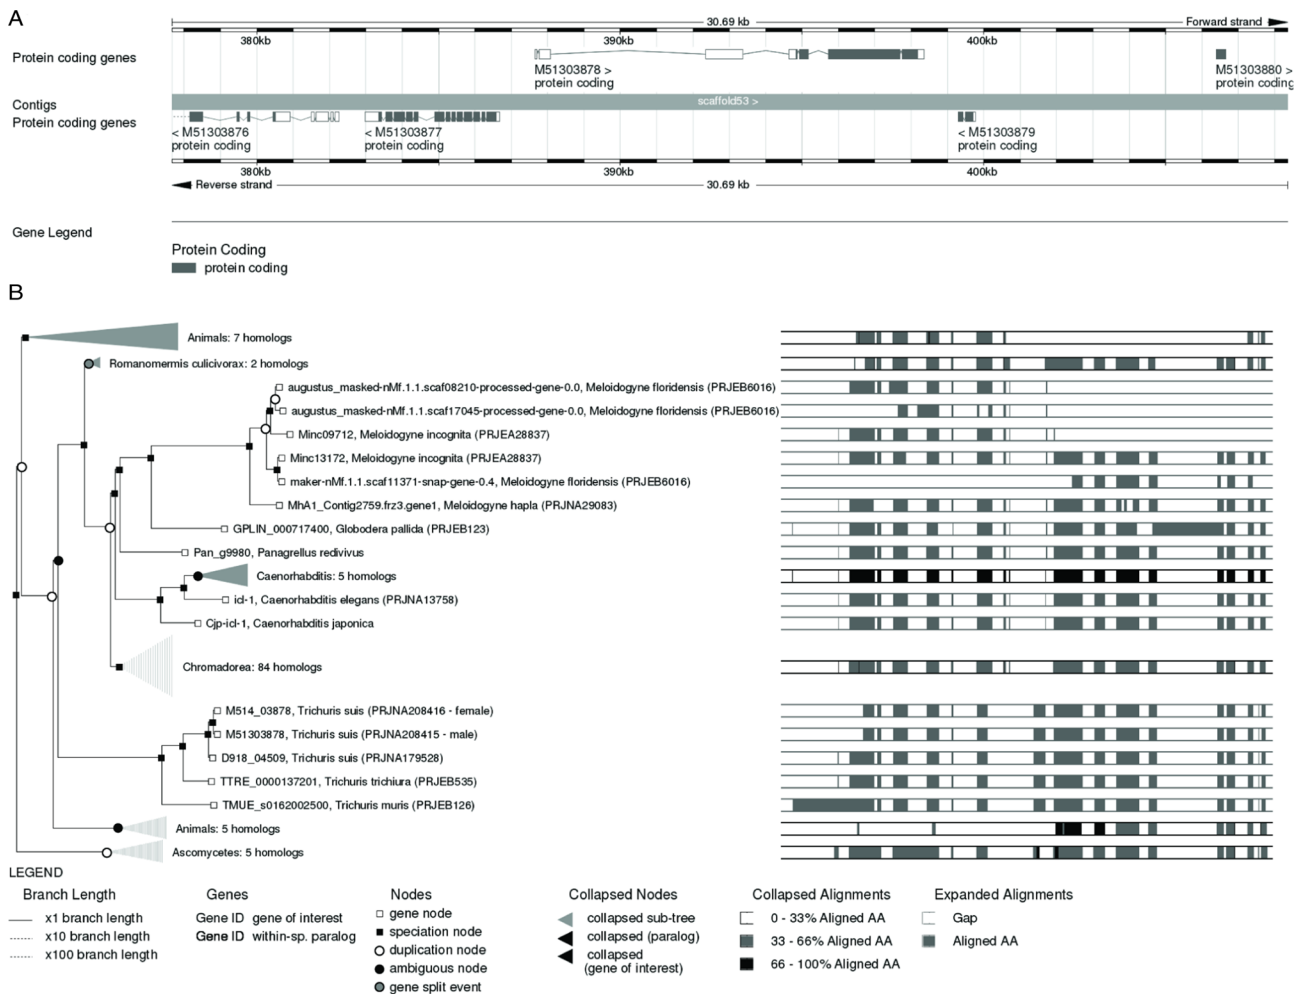 A
30.69 kb
Forward strand
380kb
390kb
400kb
Protein coding genes
M51303878 >
protein coding
M51303880 >
protein coding
Contigs
scaffold53 >
Protein coding genes
< M51303876
protein coding
< M51303877
protein coding
< M51303879
protein coding
380kb
390kb
400kb
Reverse strand
30.69 kb
Gene Legend
Protein Coding
protein coding
B
Animals: 7 homologs
Romanomermis culicivorax: 2 homologs
augustus_masked-nMf.1.1.scaf08210-processed-gene-0.0, Meloidogyne floridensis (PRJEB6016)
augustus_masked-nMf.1.1.scaf17045-processed-gene-0.0, Meloidogyne floridensis (PRJEB6016)
Minc09712, Meloidogyne incognita (PRJEA28837)
Minc13172, Meloidogyne incognita (PRJEA28837)
maker-nMf.1.1.scaf11371-snap-gene-0.4, Meloidogyne floridensis (PRJEB6016)
MhA1_Contig2759.frz3.gene1, Meloidogyne hapla (PRJNA29083)
GPLIN_000717400, Globodera pallida (PRJEB123)
Pan_g9980, Panagrellus redivivus
Caenorhabditis: 5 homologs
icl-1, Caenorhabditis elegans (PRJNA13758)
Cjp-icl-1, Caenorhabditis japonica
Chromadorea: 84 homologs
M514_03878, Trichuris suis (PRJNA208416 - female)
M51303878, Trichuris suis (PRJNA208415 - male)
D918_04509, Trichuris suis (PRJNA179528)
TTRE_0000137201, Trichuris trichiura (PRJEB535)
TMUE_s0162002500, Trichuris muris (PRJEB126)
Animals: 5 homologs
Ascomycetes: 5 homologs
LEGEND
Branch Length
x1 branch length
x10 branch length
x100 branch length
Genes
Gene ID gene of interest
Gene ID within-sp. paralog
Nodes
gene node
speciation node
duplication node
ambiguous node
gene split event
Collapsed Nodes
collapsed sub-tree
collapsed (paralog)
collapsed
(gene of interest)
Collapsed Alignments
0 - 33% Aligned AA
33 - 66% Aligned AA
66 - 100% Aligned AA
Expanded Alignments
Gap
Aligned AA